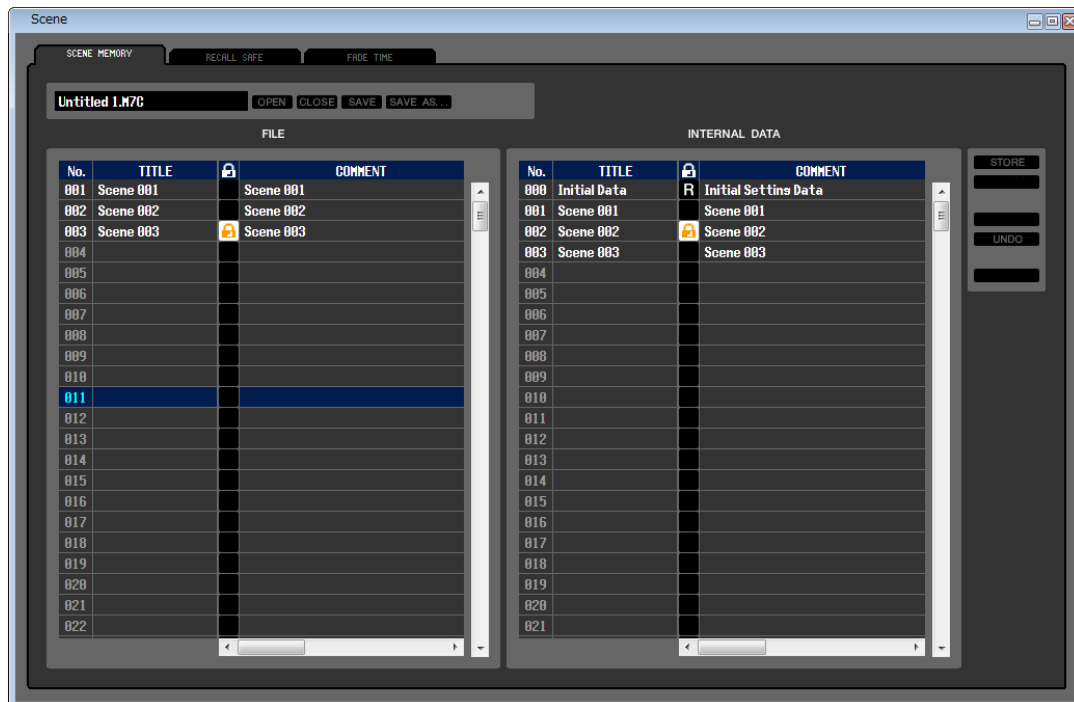 Scene
SCENE MEMORY RECALL SAFE FADE TIME
Untitled 1.M7C OPEN CLOSE SAVE SAVE AS...
FILE INTERNAL DATA
No. TITLE COMMENT No. TITLE COMMENT STORE
001 Scene 001 Scene 001 000 Initial Data R Initial Setting Data
002 Scene 002 Scene 002 001 Scene 001 Scene 001
003 Scene 003 Scene 003 002 Scene 002 Scene 002 UNDO
004 003 Scene 003 Scene 003
005 004
006 005
007 006
008 007
009 008
010 009
011 010
012 011
013 012
014 013
015 014
016 015
017 016
018 017
019 018
020 019
021 020
022 021